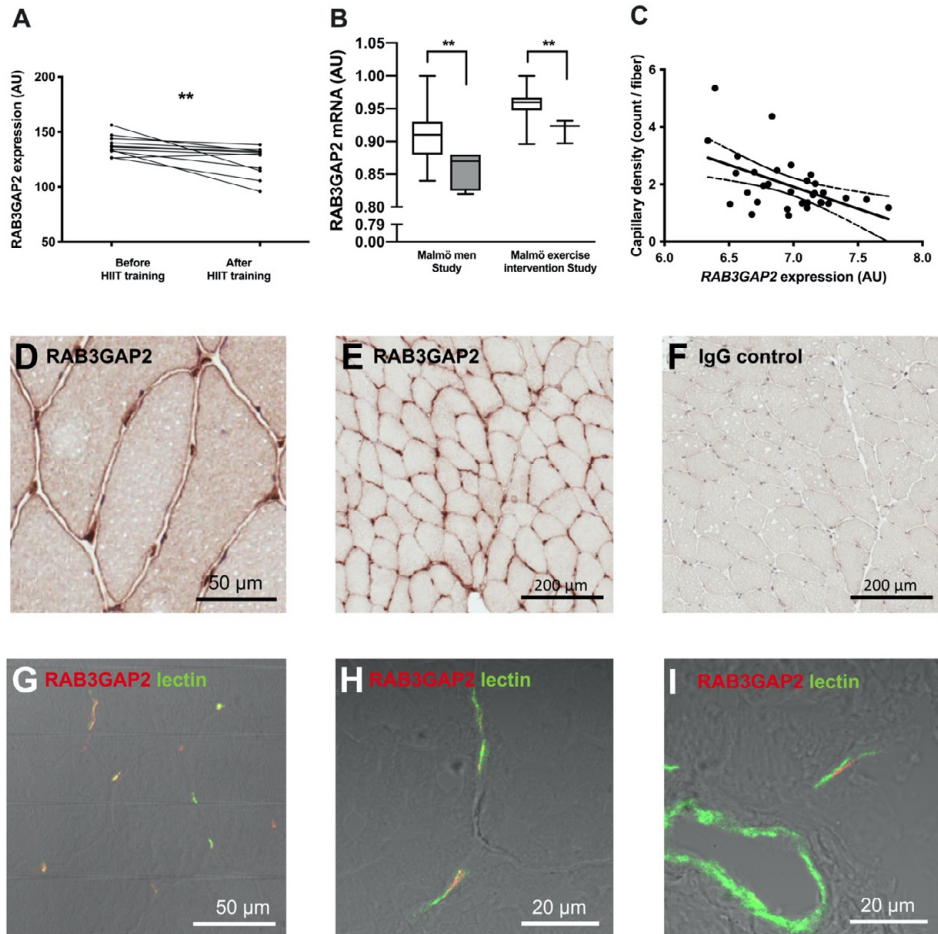 A
RAB3GAP2 expression (AU)
200
150
100
50
**
Before
HIIT training
After
HIIT training
B
RAB3GAP2 mRNA (AU)
1.05
1.00
0.95
0.90
0.85
0.80
0.79
0.00
**
**
Malmö men
Study
Malmö exercise
intervention Study
C
Capillary density (count / fiber)
6
4
2
0
6.0
6.5
7.0
7.5
8.0
RAB3GAP2 expression (AU)
D RAB3GAP2
50 µm
E RAB3GAP2
200 µm
F IgG control
200 µm
G RAB3GAP2 lectin
50 µm
H RAB3GAP2 lectin
20 µm
I RAB3GAP2 lectin
20 µm